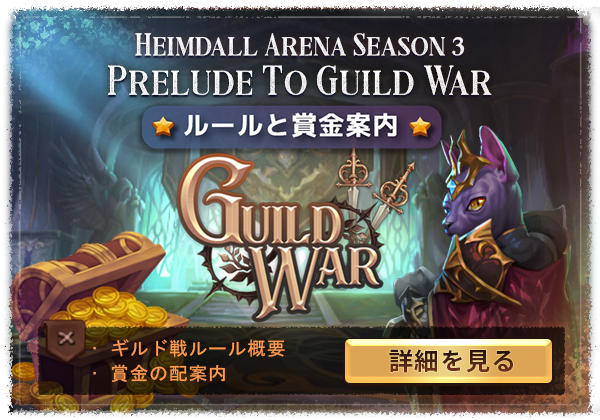 HEIMDALL ARENA SEASON 3
PRELUDE TO GUILD WAR
ルールと賞金案内
GUILD
WAR
・ ギルド戦ルール概要
・ 賞金の配案内
詳細を見る